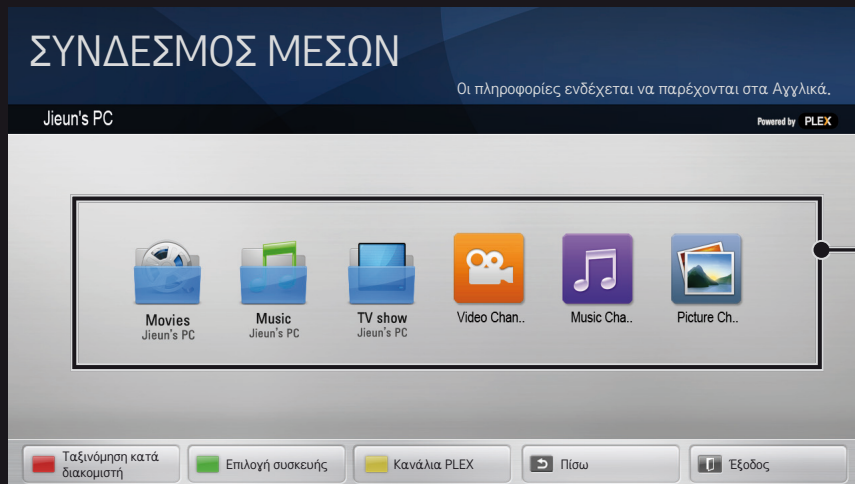 ΣΥΝΔΕΣΜΟΣ ΜΕΣΩΝ
Οι πληροφορίες ενδέχεται να παρέχονται στα Αγγλικά.
Jieun's PC
Powered by PLEX
Movies
Jieun's PC
Music
Jieun's PC
TV show
Jieun's PC
Video Chan..
Music Cha..
Picture Ch..
Ταξινόμηση κατά
διακομιστή
Επιλογή συσκευής
Κανάλια PLEX
Πίσω
Έξοδος